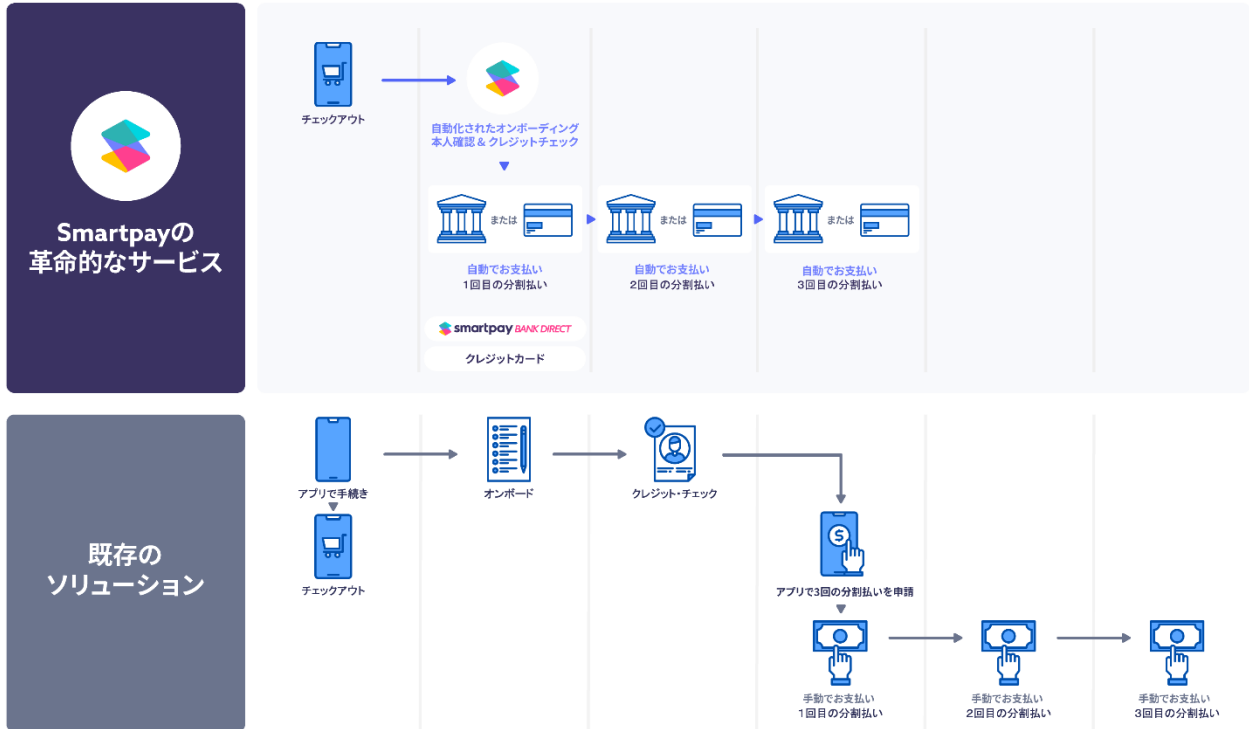 Smartpayの
革命的なサービス
チェックアウト
自動化されたオンボーディング
本人確認 & クレジットチェック
または
または
または
自動でお支払い
1回目の分割払い
自動でお支払い
2回目の分割払い
自動でお支払い
3回目の分割払い
smartpay BANK DIRECT
クレジットカード
既存の
ソリューション
アプリで手続き
チェックアウト
オンボード
クレジット・チェック
$
アプリで3回の分割払いを申請
手動でお支払い
1回目の分割払い
手動でお支払い
2回目の分割払い
手動でお支払い
3回目の分割払い